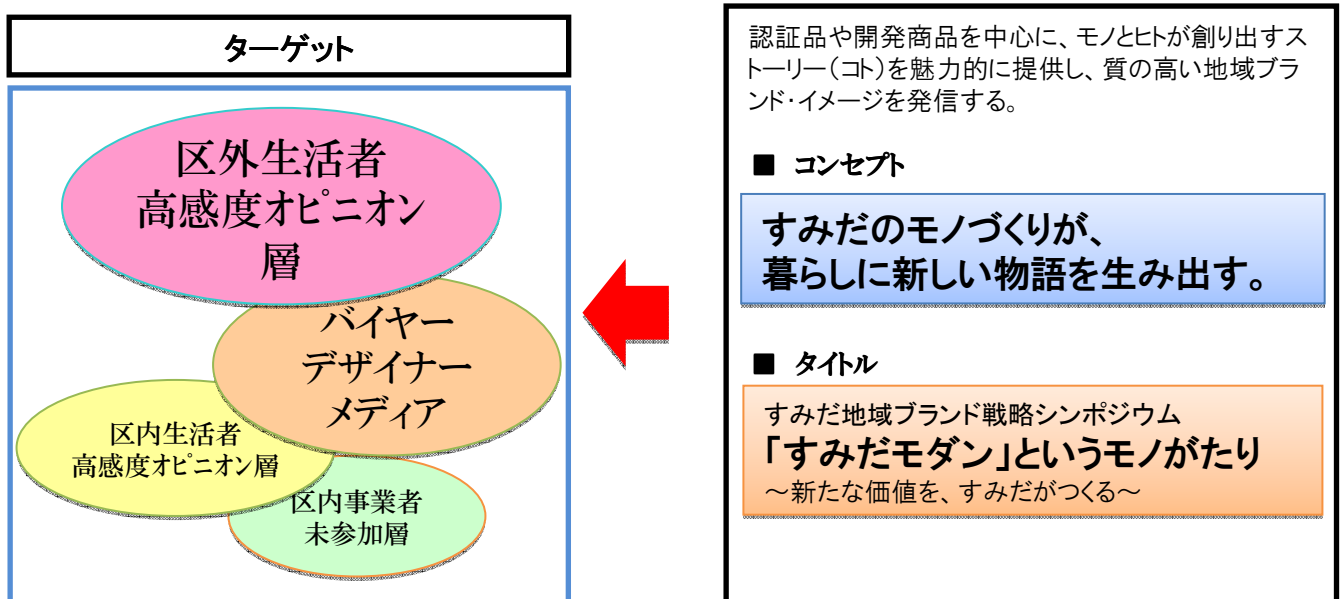 ターゲット
区外生活者
高感度オピニオン
層
バイヤー
デザイナー
メディア
区内生活者
高感度オピニオン層
区内事業者
未参加層
認証品や開発商品を中心に、モノとヒトが創り出すス
トーリー(コト)を魅力的に提供し、質の高い地域ブラ
ンド・イメージを発信する。
■ コンセプト
すみだのモノづくりが、
暮らしに新しい物語を生み出す。
■ タイトル
すみだ地域ブランド戦略シンポジウム
「すみだモダン」というモノがたり
~新たな価値を、すみだがつくる~